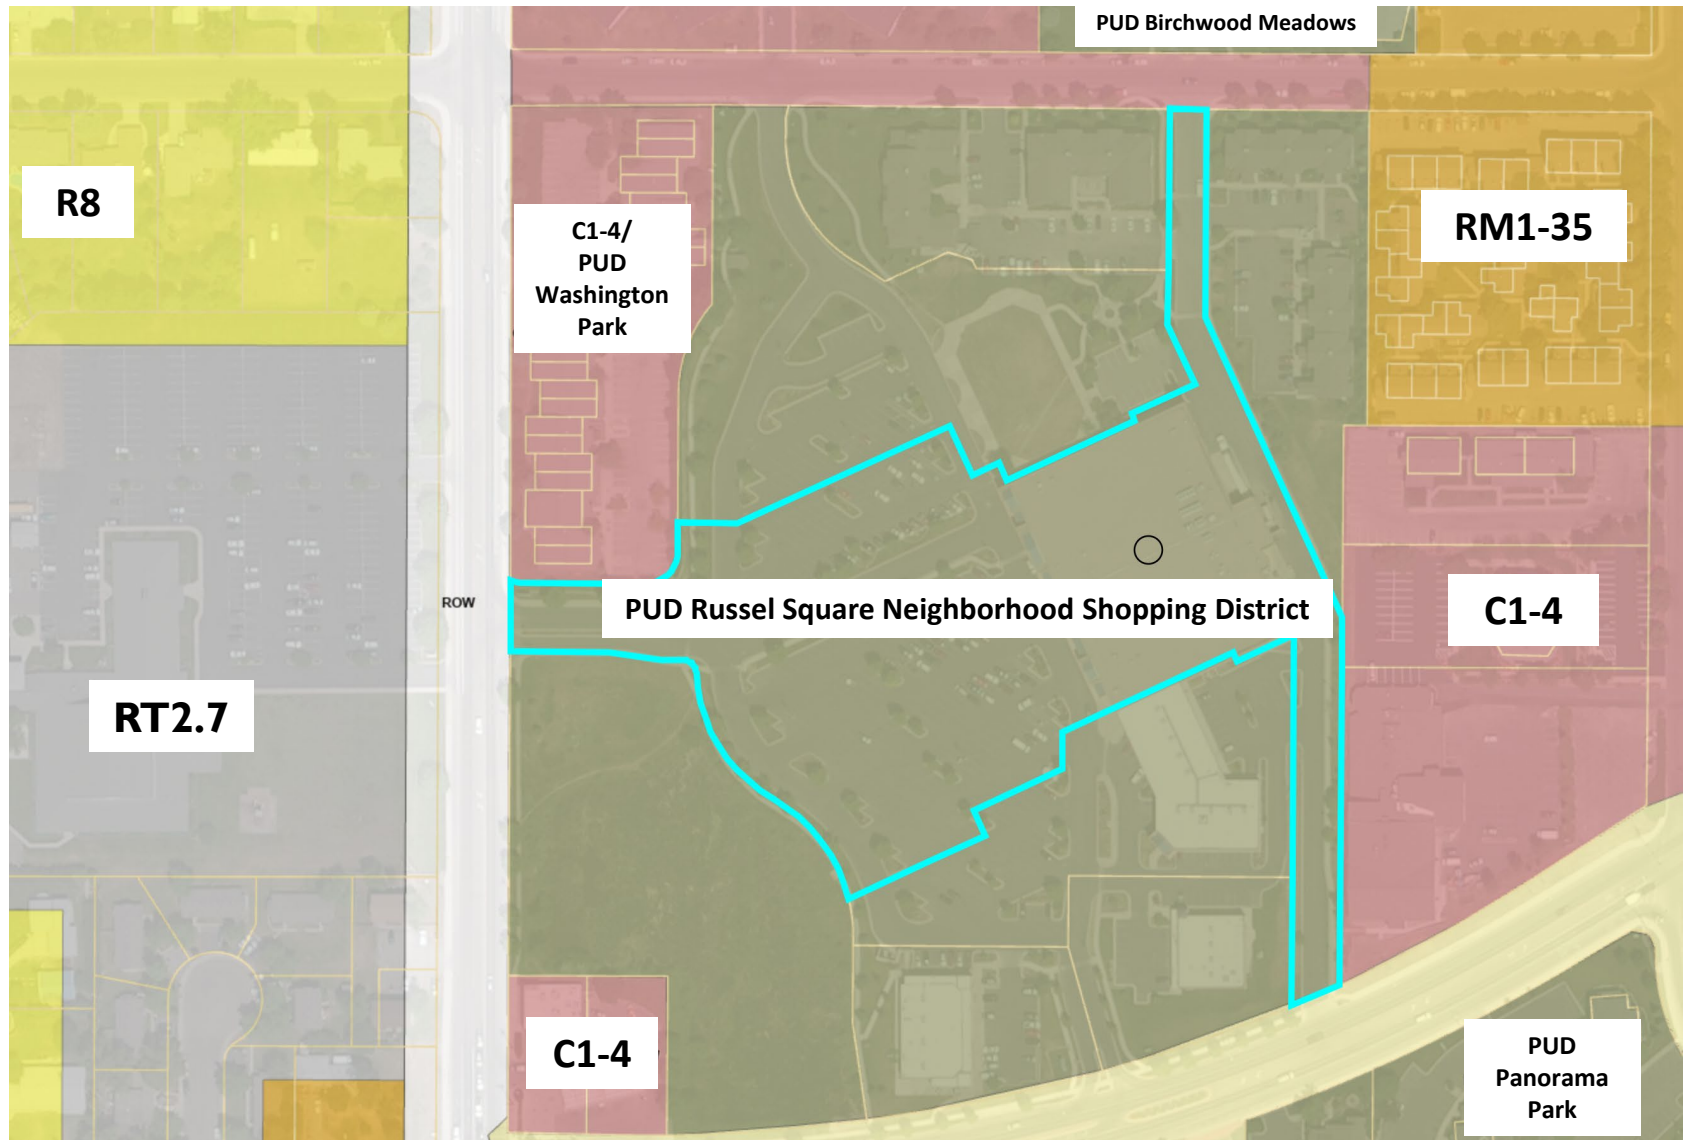 PUD Birchwood Meadows
R8
C1-4/
PUD
Washington
Park
RM1-35
ROW
PUD Russel Square Neighborhood Shopping District
C1-4
RT2.7
C1-4
PUD
Panorama
Park